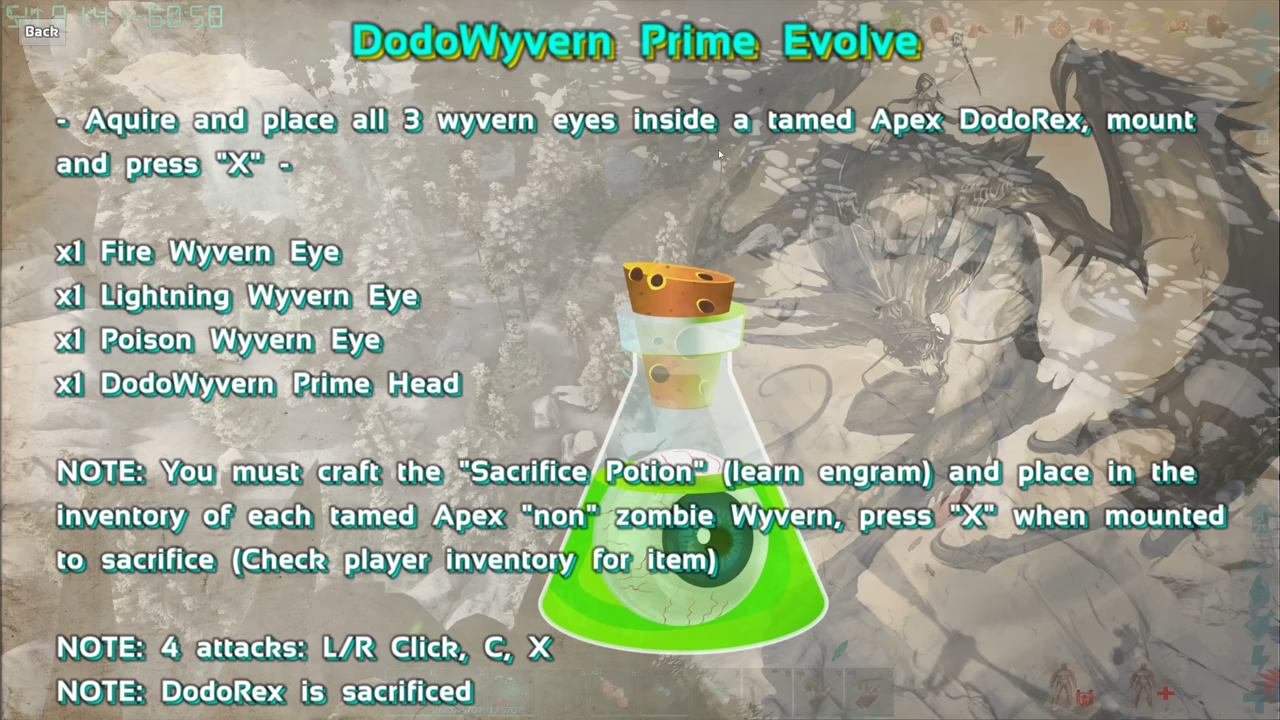 Back
DodoWyvern Prime Evolve
- Aquire and place all 3 wyvern eyes inside a tamed Apex DodoRex, mount
and press "X" -
x1 Fire Wyvern Eye
x1 Lightning Wyvern Eye
x1 Poison Wyvern Eye
x1 DodoWyvern Prime Head
NOTE: You must craft the "Sacrifice Potion" (learn engram) and place in the
inventory of each tamed Apex "non" zombie Wyvern, press "X" when mounted
to sacrifice (Check player inventory for item)
NOTE: 4 attacks: L/R Click, C, X
NOTE: DodoRex is sacrificed